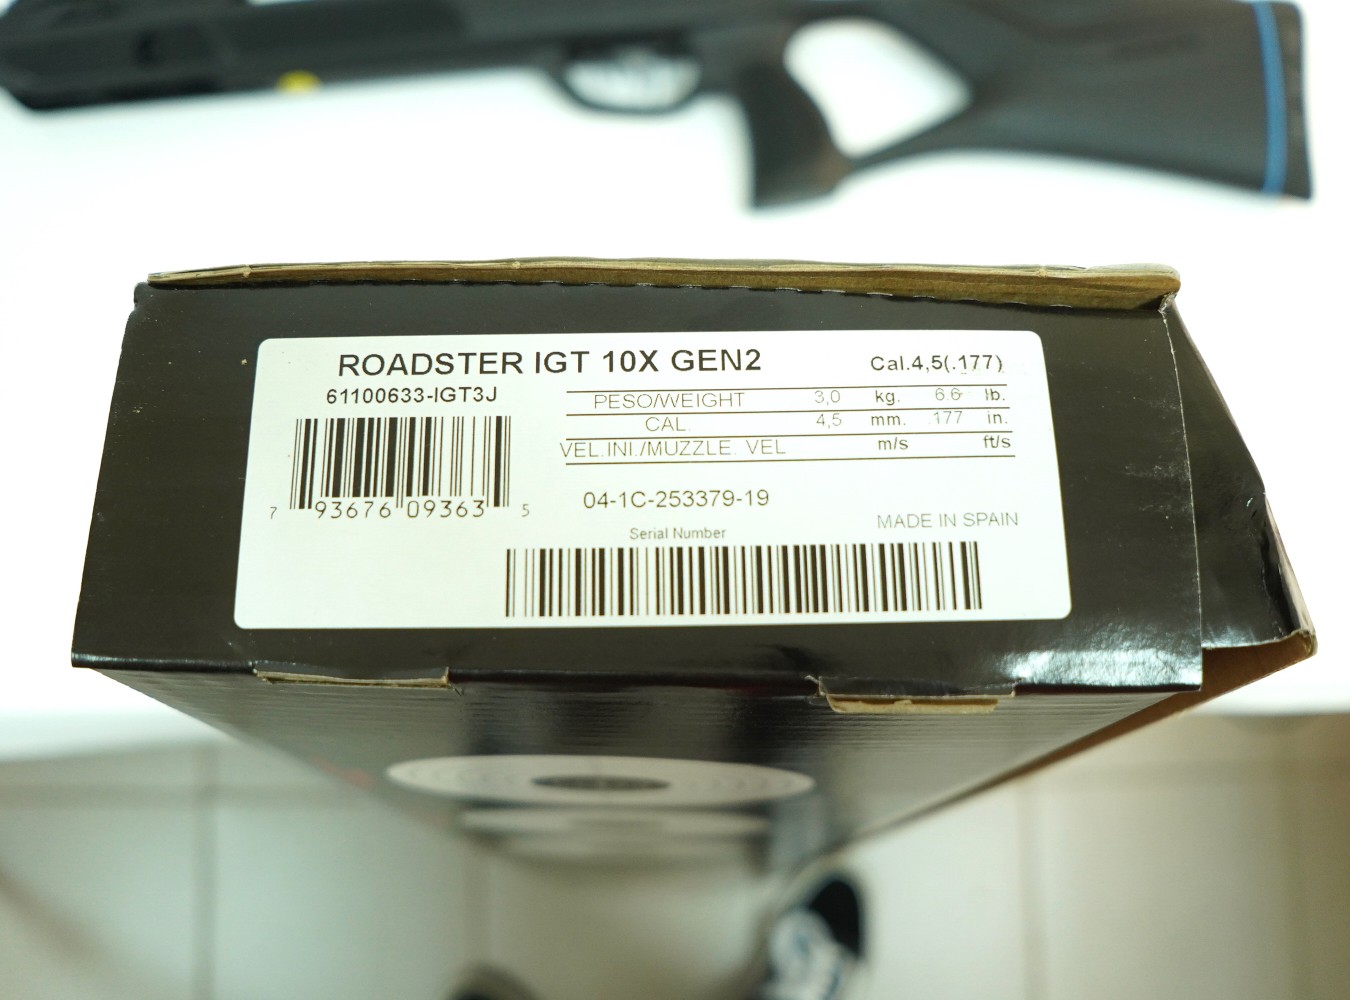 ROADSTER IGT 10X GEN2
Cal.4,5(.177)
61100633-IGT3J
PESO/WEIGHT 3,0 kg. 6.6 lb.
CAL. 4,5 mm. .177 in.
VEL.INI./MUZZLE. VEL m/s ft/s
7 93676 09363 5
04-1C-253379-19
MADE IN SPAIN
Serial Number